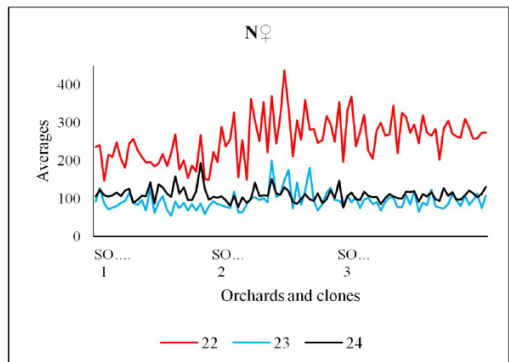 N♀
400
300
200
100
0
Averages
SO.... SO... SO...
1 2 3
Orchards and clones
22 23 24